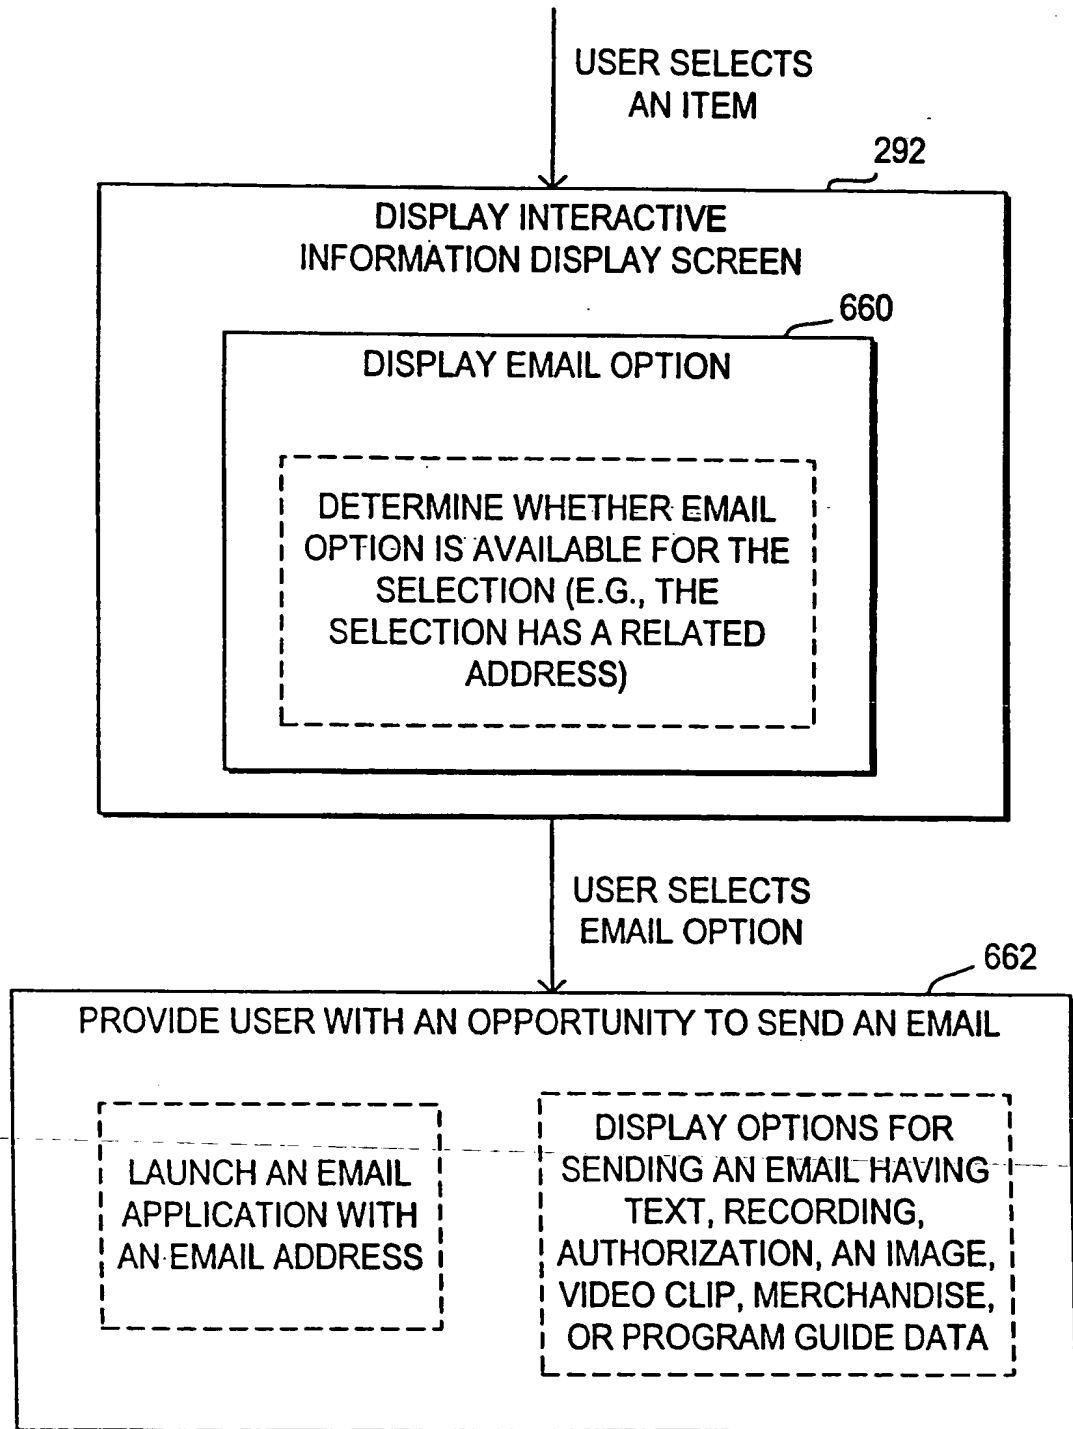 USER SELECTS
AN ITEM
292
DISPLAY INTERACTIVE
INFORMATION DISPLAY SCREEN
660
DISPLAY EMAIL OPTION
DETERMINE WHETHER EMAIL
OPTION IS AVAILABLE FOR THE
SELECTION (E.G., THE
SELECTION HAS A RELATED
ADDRESS)
USER SELECTS
EMAIL OPTION
662
PROVIDE USER WITH AN OPPORTUNITY TO SEND AN EMAIL
LAUNCH AN EMAIL
APPLICATION WITH
AN EMAIL ADDRESS
DISPLAY OPTIONS FOR
SENDING AN EMAIL HAVING
TEXT, RECORDING,
AUTHORIZATION, AN IMAGE,
VIDEO CLIP, MERCHANDISE,
OR PROGRAM GUIDE DATA